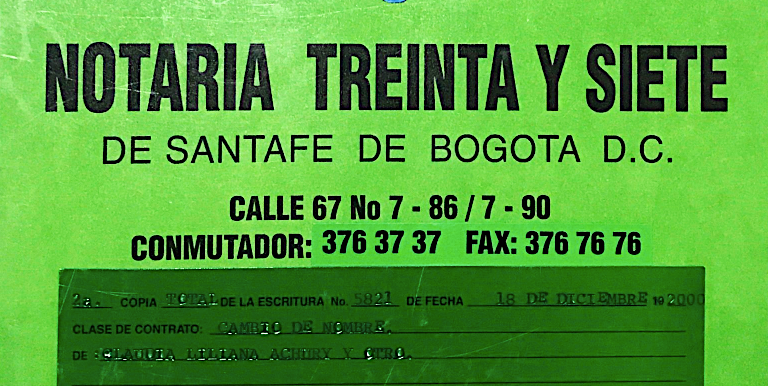 NOTARIA TREINTA Y SIETE
DE SANTAFE DE BOGOTA D.C.
CALLE 67 No 7 - 86 / 7 - 90
CONMUTADOR: 376 37 37 FAX: 376 76 76
2a. COPIA TOTAL DE LA ESCRITURA No. 5821 DE FECHA 18 DE DICIEMBRE 19 2000
CLASE DE CONTRATO: CAMBIO DE NOMBRE.
DE : CLAUDIA LILIANA ACHURY Y OTRO.